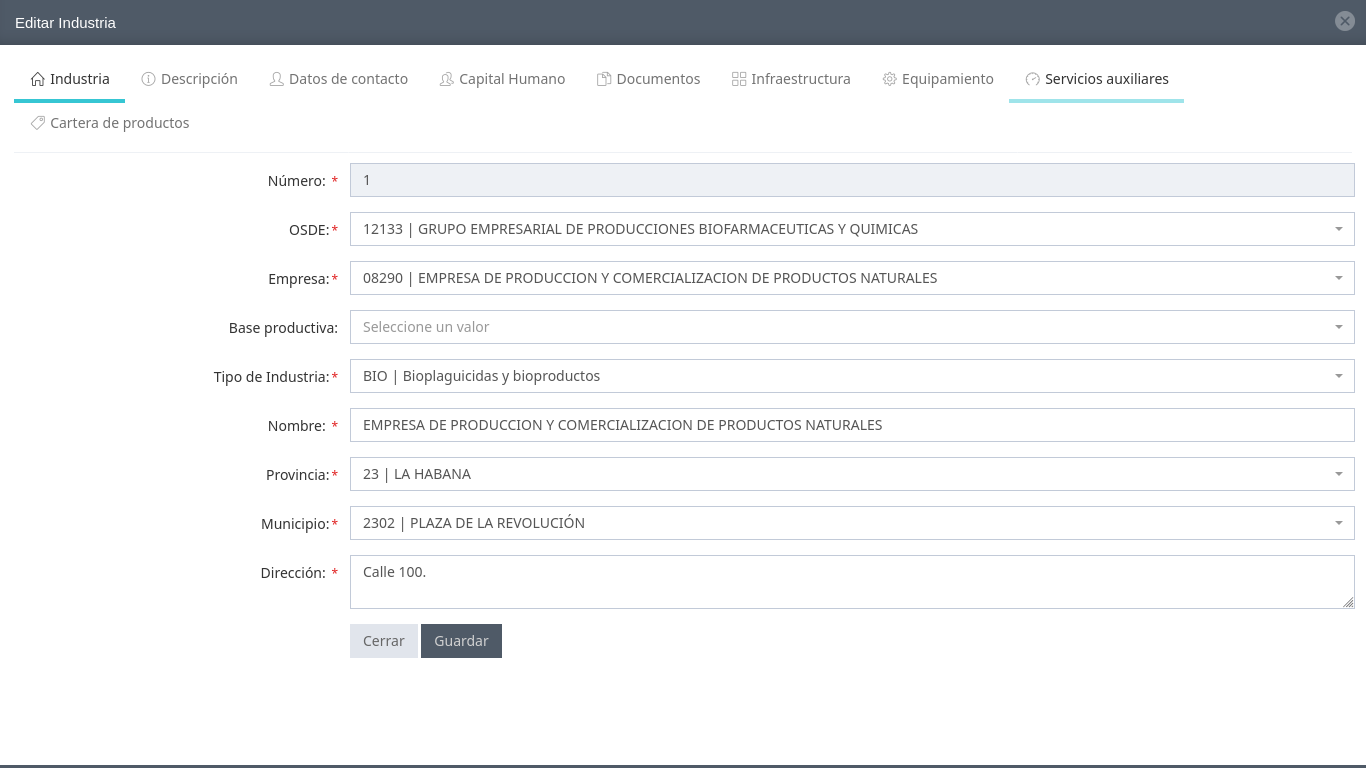 Editar Industria
Industria Descripción Datos de contacto Capital Humano Documentos Infraestructura Equipamiento Servicios auxiliares
Cartera de productos
Número: * 1
OSDE:* 12133 | GRUPO EMPRESARIAL DE PRODUCCIONES BIOFARMACEUTICAS Y QUIMICAS
Empresa:* 08290 | EMPRESA DE PRODUCCION Y COMERCIALIZACION DE PRODUCTOS NATURALES
Base productiva: Seleccione un valor
Tipo de Industria:* BIO | Bioplaguicidas y bioproductos
Nombre: * EMPRESA DE PRODUCCION Y COMERCIALIZACION DE PRODUCTOS NATURALES
Provincia:* 23 | LA HABANA
Municipio:* 2302 | PLAZA DE LA REVOLUCIÓN
Dirección: * Calle 100.
Cerrar Guardar